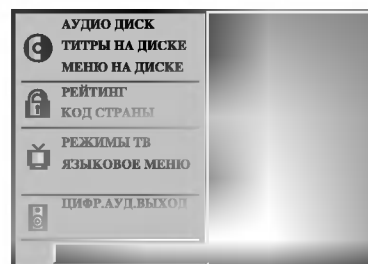 АУДИО ДИСК
ТИТРЫ НА ДИСКЕ
МЕНЮ НА ДИСКЕ
РЕЙТИНГ
КОД СТРАНЫ
РЕЖИМЫ ТВ
ЯЗЫКОВОЕ МЕНЮ
ЦИФР.АУД.ВЫХОД